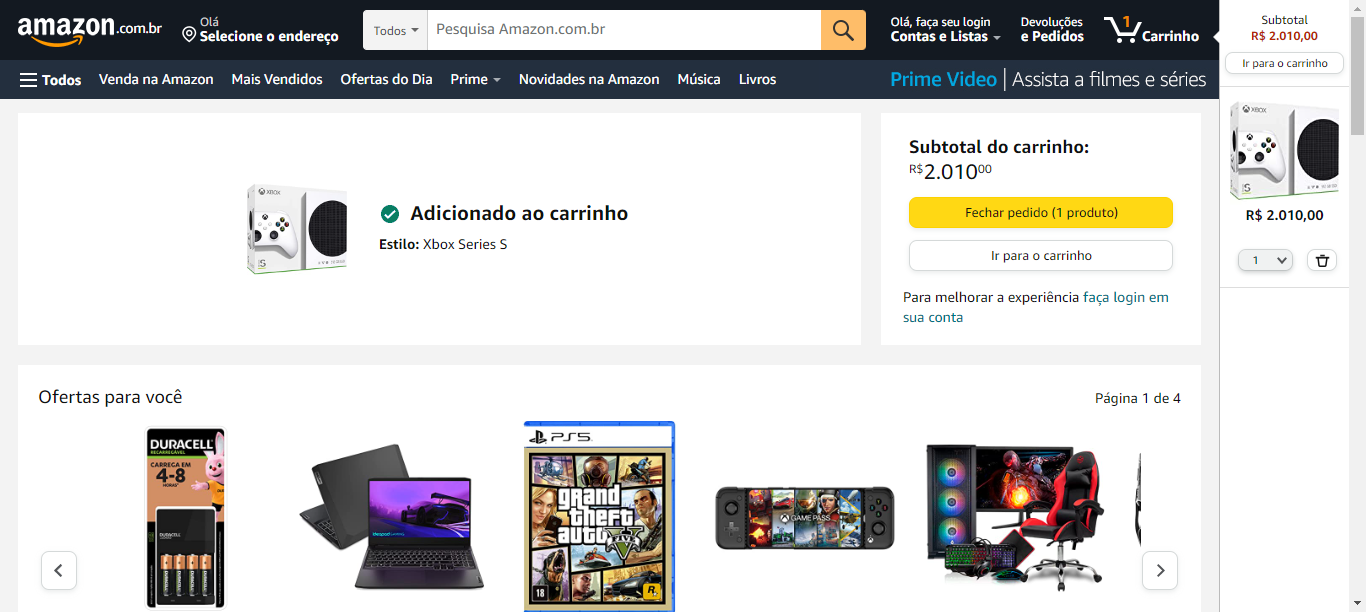 amazon.com.br
Olá
Selecione o endereço
Todos
Pesquisa Amazon.com.br
Olá, faça seu login
Contas e Listas
Devoluções
e Pedidos
1
Carrinho
Subtotal
R$ 2.010,00
Ir para o carrinho
Todos
Venda na Amazon
Mais Vendidos
Ofertas do Dia
Prime
Novidades na Amazon
Música
Livros
Prime Video | Assista a filmes e séries
XBOX
S
R$ 2.010,00
1
XBOX
S
Adicionado ao carrinho
Estilo: Xbox Series S
Subtotal do carrinho:
R$2.01000
Fechar pedido (1 produto)
Ir para o carrinho
Para melhorar a experiência faça login em
sua conta
Ofertas para você
Página 1 de 4
DURACELL
RECARREGÁVEL
CARREGA EM
4-8
HORAS
DURACELL
PS5
grand
theft
auto
V
FIVE
18
R
XBOX GAME PASS